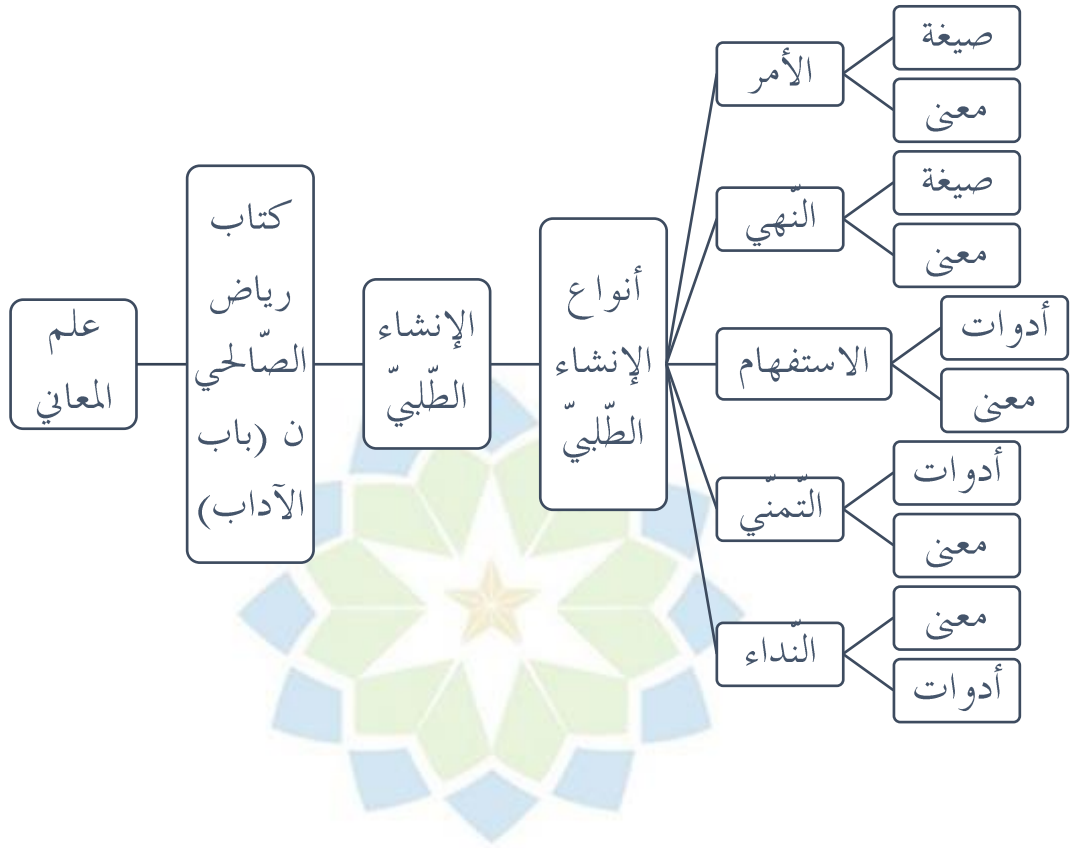 علم
المعاني
كتاب
رياض
الصّالحي
ن (باب
الآداب)
الإنشاء
الطّلبيّ
أنواع
الإنشاء
الطّلبيّ
الأمر
صيغة
معنى
النّهي
صيغة
معنى
الاستفهام
أدوات
معنى
التّمنّي
أدوات
معنى
النّداء
معنى
أدوات